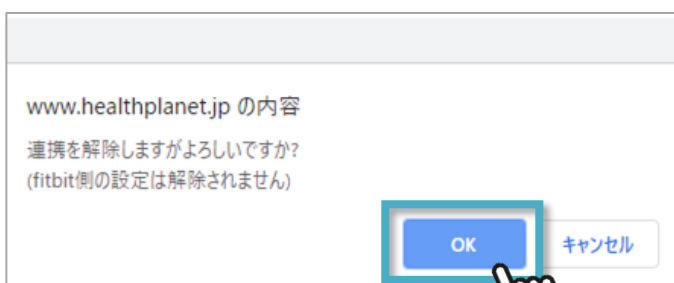 www.healthplanet.jp の内容
連携を解除しますがよろしいですか?
(fitbit側の設定は解除されません)
OK
キャンセル